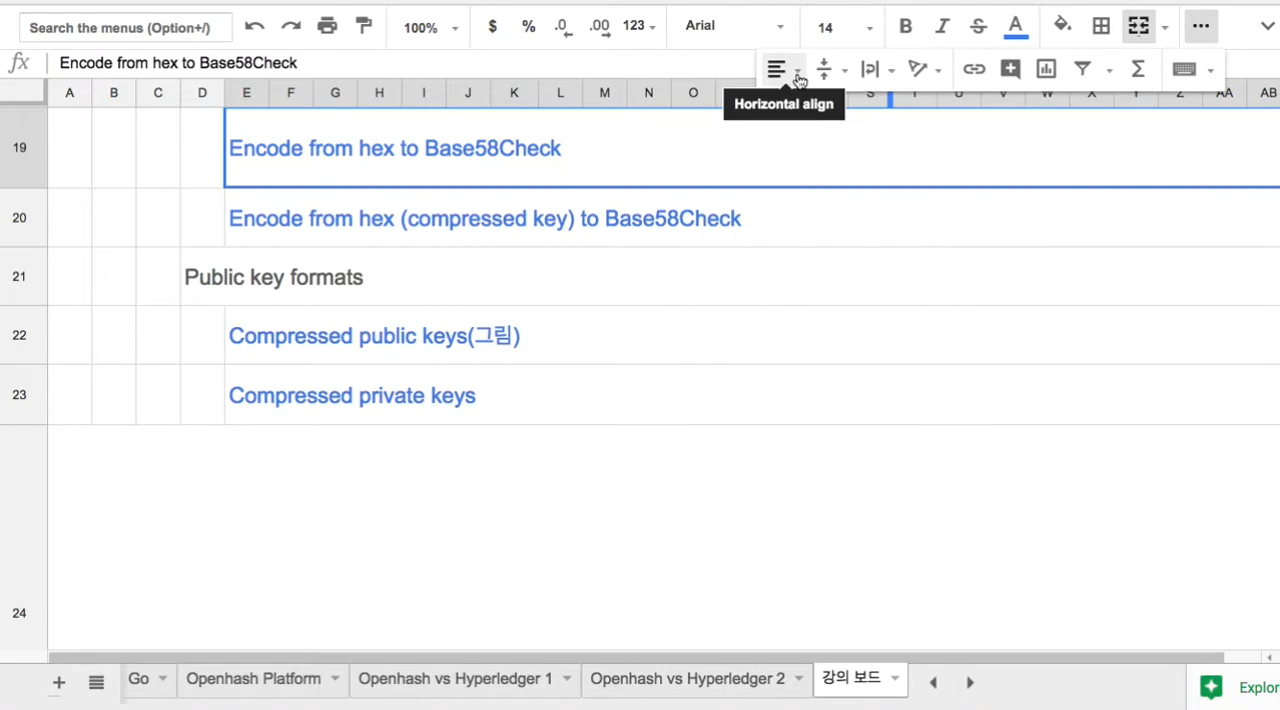 Search the menus (Option+/)
100%
$ % .0 .00 123
Arial
14
B I S A
fx Encode from hex to Base58Check
Horizontal align
A B C D E F G H I J K L M N O S T U V W X Y Z AA AB
19 Encode from hex to Base58Check
20 Encode from hex (compressed key) to Base58Check
21 Public key formats
22 Compressed public keys(그림)
23 Compressed private keys
24
Go Openhash Platform Openhash vs Hyperledger 1 Openhash vs Hyperledger 2 강의 보드
Explor